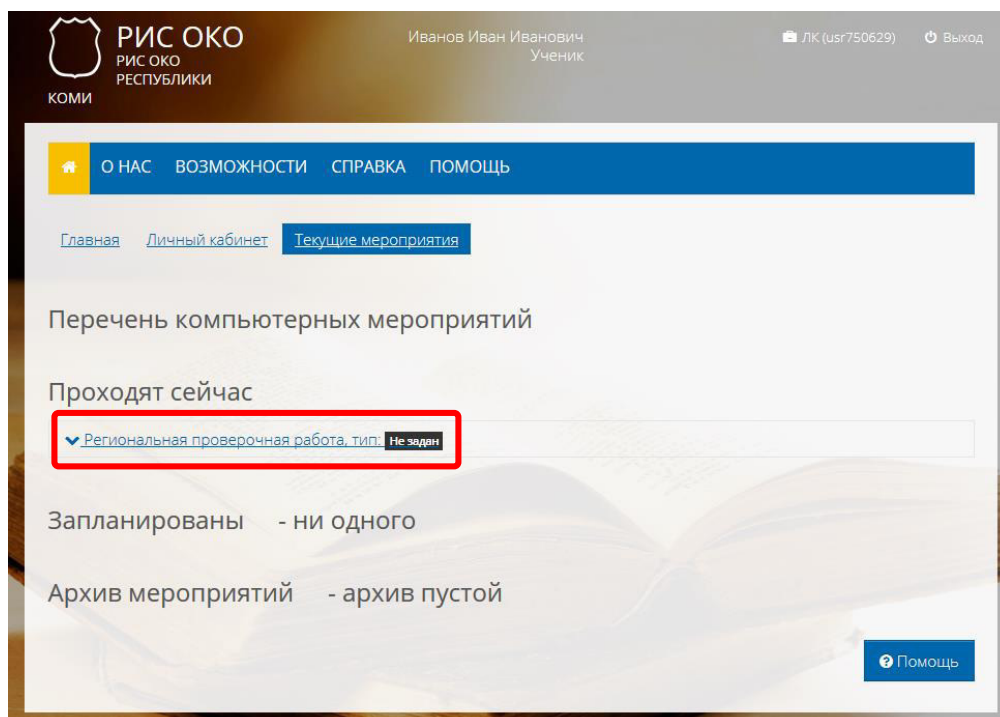 РИС ОКО
РИС ОКО
РЕСПУБЛИКИ
КОМИ
Иванов Иван Иванович
Ученик
ЛК (usr750629) Выход
О НАС ВОЗМОЖНОСТИ СПРАВКА ПОМОЩЬ
Главная Личный кабинет Текущие мероприятия
Перечень компьютерных мероприятий
Проходят сейчас
Региональная проверочная работа, тип: Не задан
Запланированы - ни одного
Архив мероприятий - архив пустой
Помощь